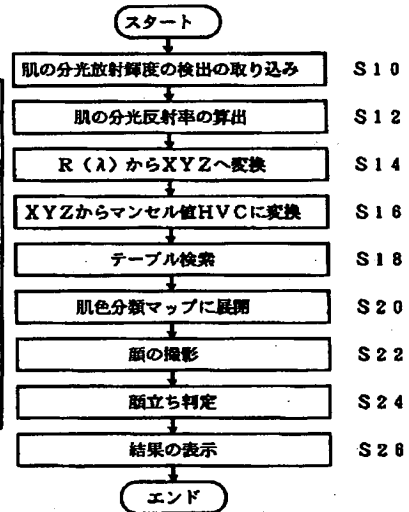 スタート
肌の分光放射輝度の検出の取り込み S10
肌の分光反射率の算出 S12
R(λ)からXYZへ変換 S14
XYZからマンセル値HVCに変換 S16
テーブル検索 S18
肌色分類マップに展開 S20
顔の撮影 S22
顔立ち判定 S24
結果の表示 S26
エンド